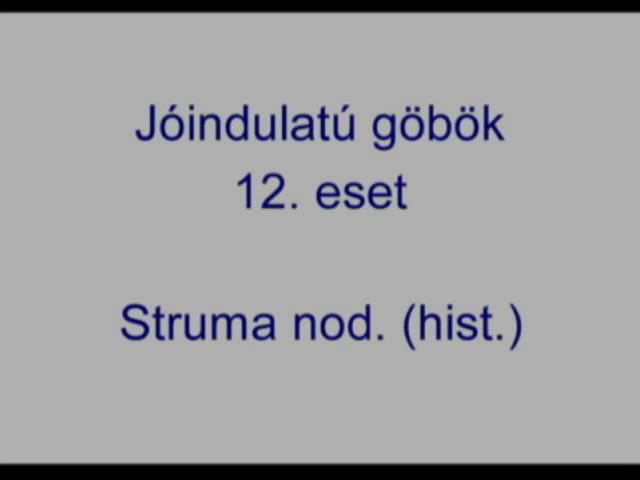 Jóindulatú göbök
12. eset
Struma nod. (hist.)